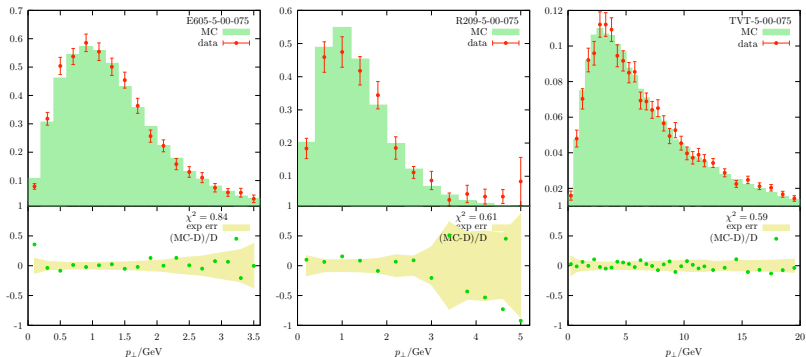 E605-5-00-075
MC
data
0.7
0.6
0.5
0.4
0.3
0.2
0.1
1
χ² = 0.84
exp err
(MC-D)/D
0.5
0
-0.5
-1
0 0.5 1 1.5 2 2.5 3 3.5
p⊥/GeV
R209-5-00-075
MC
data
0.6
0.5
0.4
0.3
0.2
0.1
1
χ² = 0.61
exp err
(MC-D)/D
0.5
0
-0.5
-1
0 1 2 3 4 5
p⊥/GeV
TVT-5-00-075
MC
data
0.12
0.1
0.08
0.06
0.04
0.02
1
χ² = 0.59
exp err
(MC-D)/D
0.5
0
-0.5
-1
0 5 10 15 20
p⊥/GeV